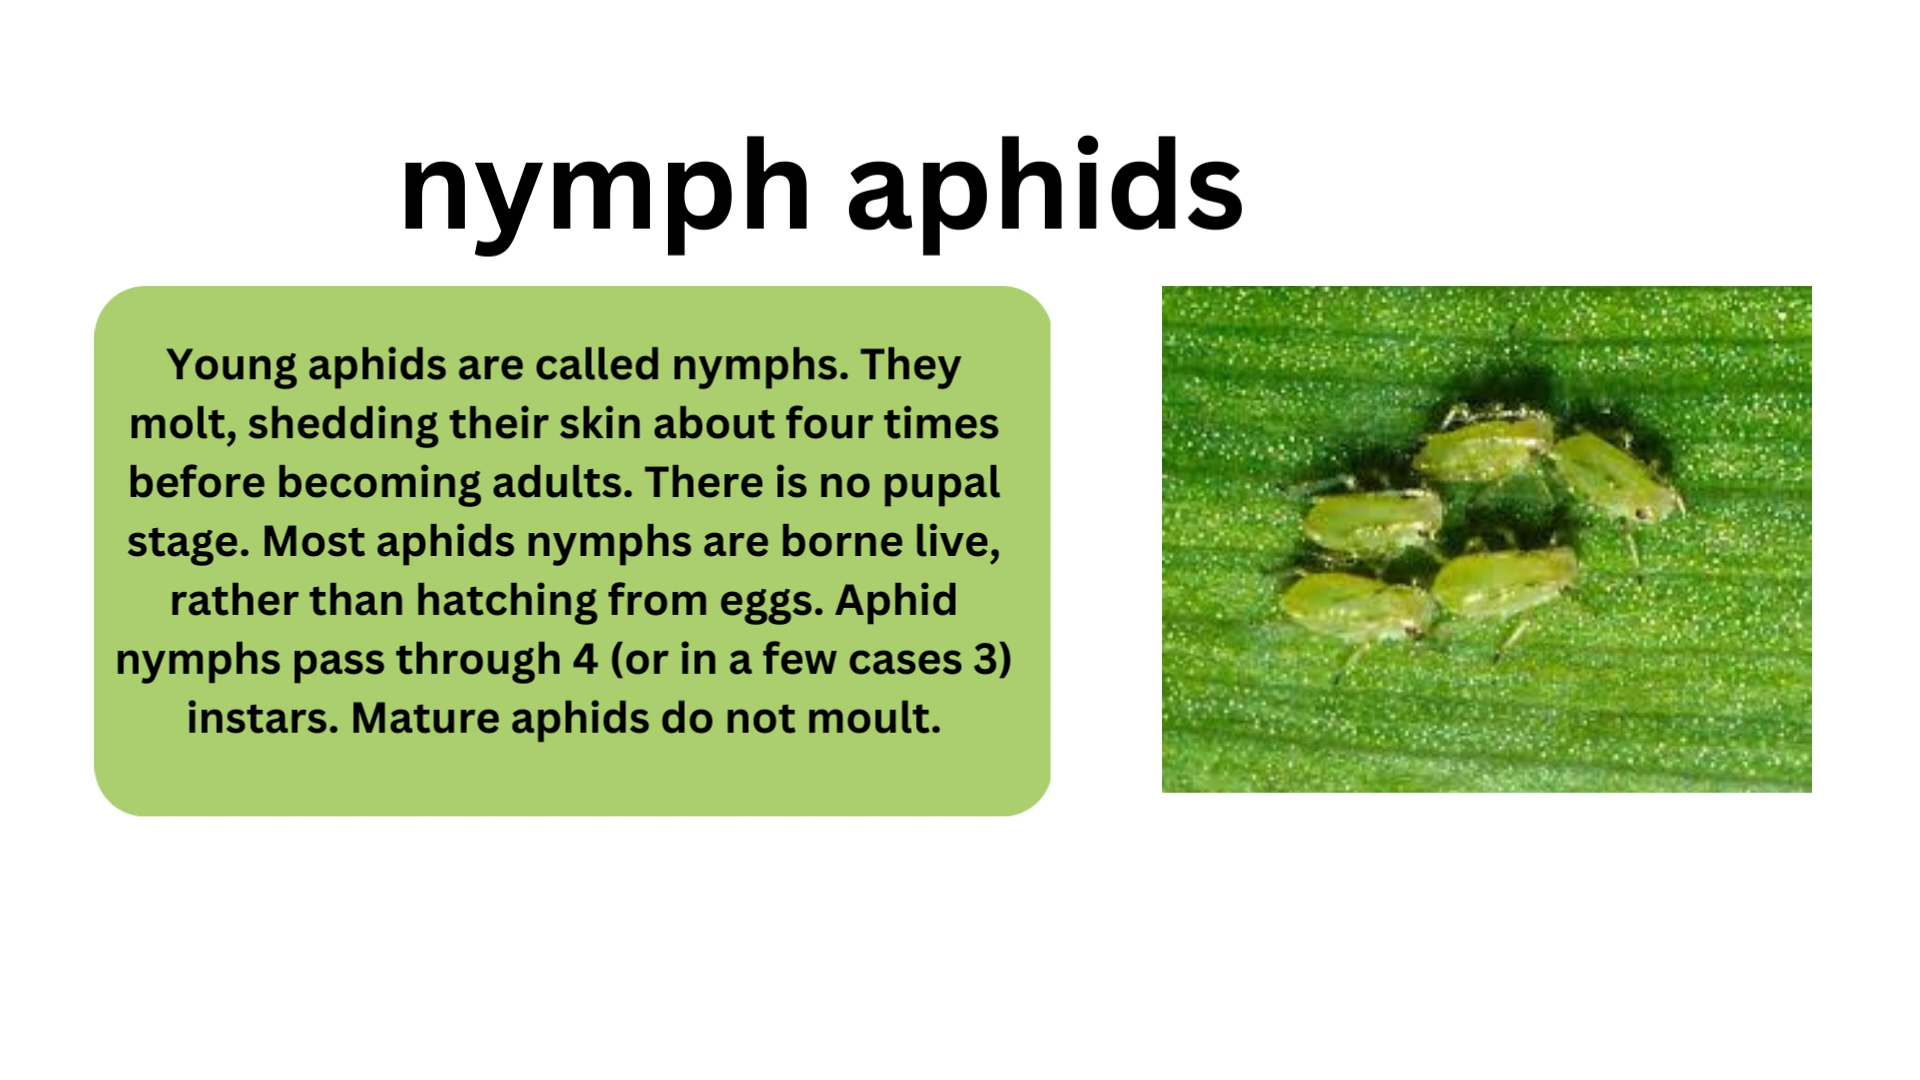 nymph aphids
Young aphids are called nymphs. They
molt, shedding their skin about four times
before becoming adults. There is no pupal
stage. Most aphids nymphs are borne live,
rather than hatching from eggs. Aphid
nymphs pass through 4 (or in a few cases 3)
instars. Mature aphids do not moult.